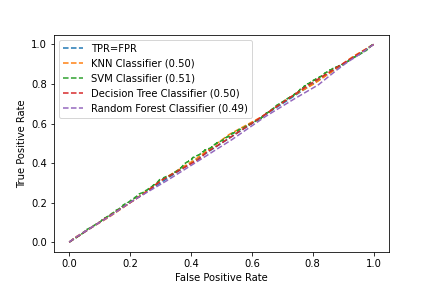 TPR=FPR
KNN Classifier (0.50)
SVM Classifier (0.51)
Decision Tree Classifier (0.50)
Random Forest Classifier (0.49)
True Positive Rate
1.0
0.8
0.6
0.4
0.2
0.0
0.0 0.2 0.4 0.6 0.8 1.0
False Positive Rate